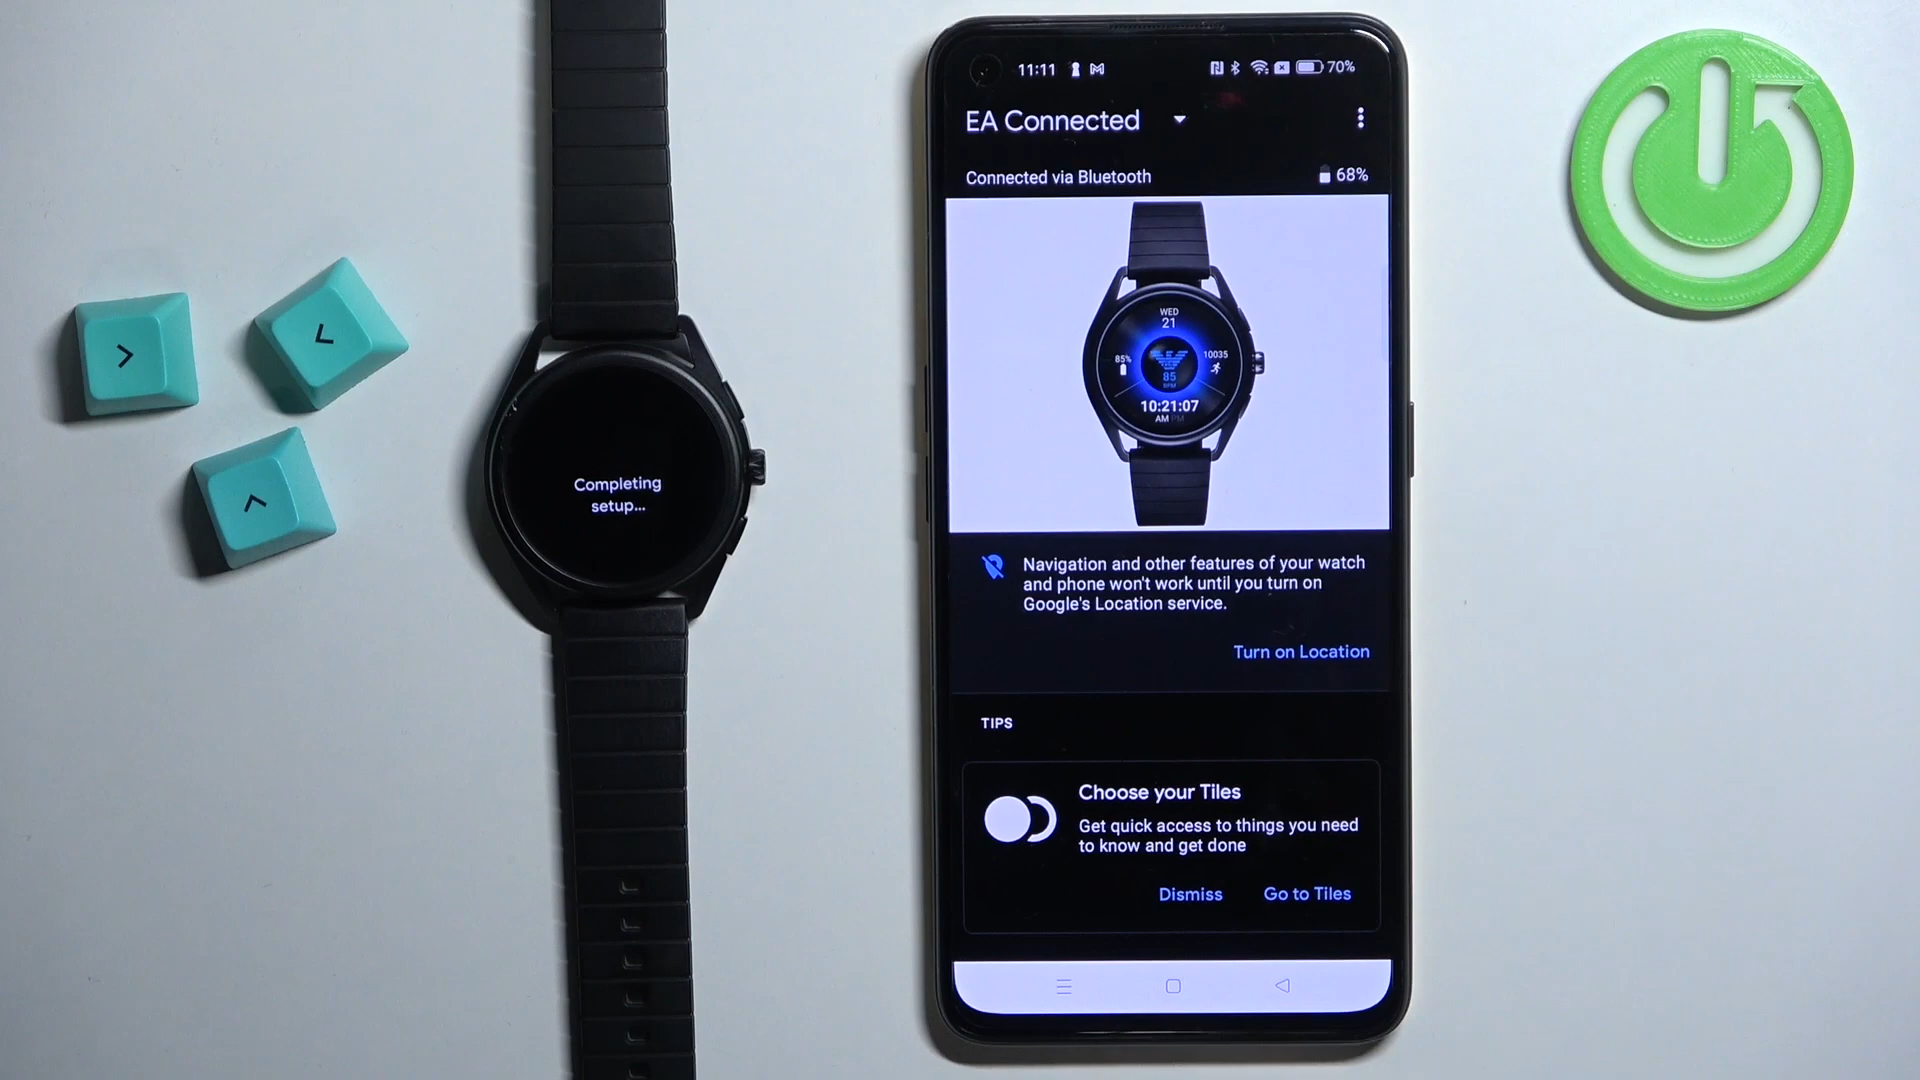 >
<
^
Completing
setup...
11:11
70%
EA Connected
Connected via Bluetooth
68%
WED
21
85%
10035
85
BPM
10:21:07
AM PM
Navigation and other features of your watch
and phone won't work until you turn on
Google's Location service.
Turn on Location
TIPS
Choose your Tiles
Get quick access to things you need
to know and get done
Dismiss
Go to Tiles